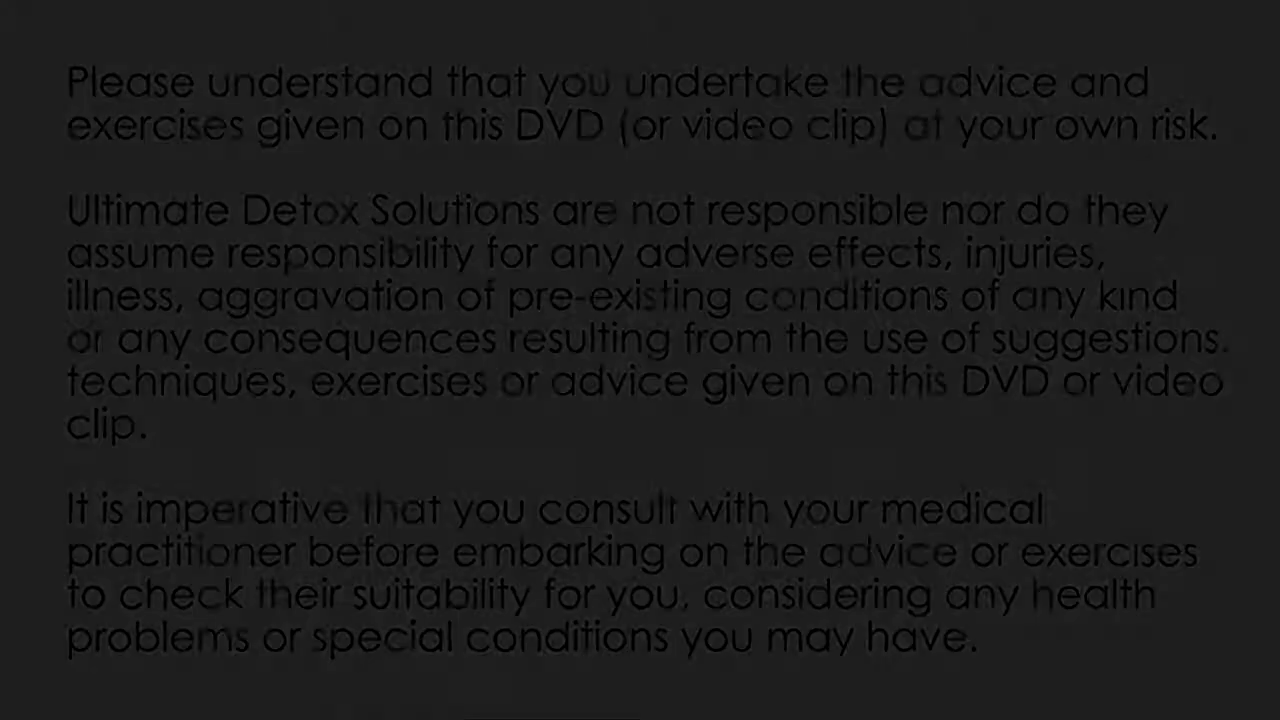 Please understand that you undertake the advice and
exercises given on this DVD (or video clip) at your own risk.
Ultimate Detox Solutions are not responsible nor do they
assume responsibility for any adverse effects, injuries,
illness, aggravation of pre-existing conditions of any kind
or any consequences resulting from the use of suggestions.
techniques, exercises or advice given on this DVD or video
clip.
It is imperative that you consult with your medical
practitioner before embarking on the advice or exercises
to check their suitability for you, considering any health
problems or special conditions you may have.